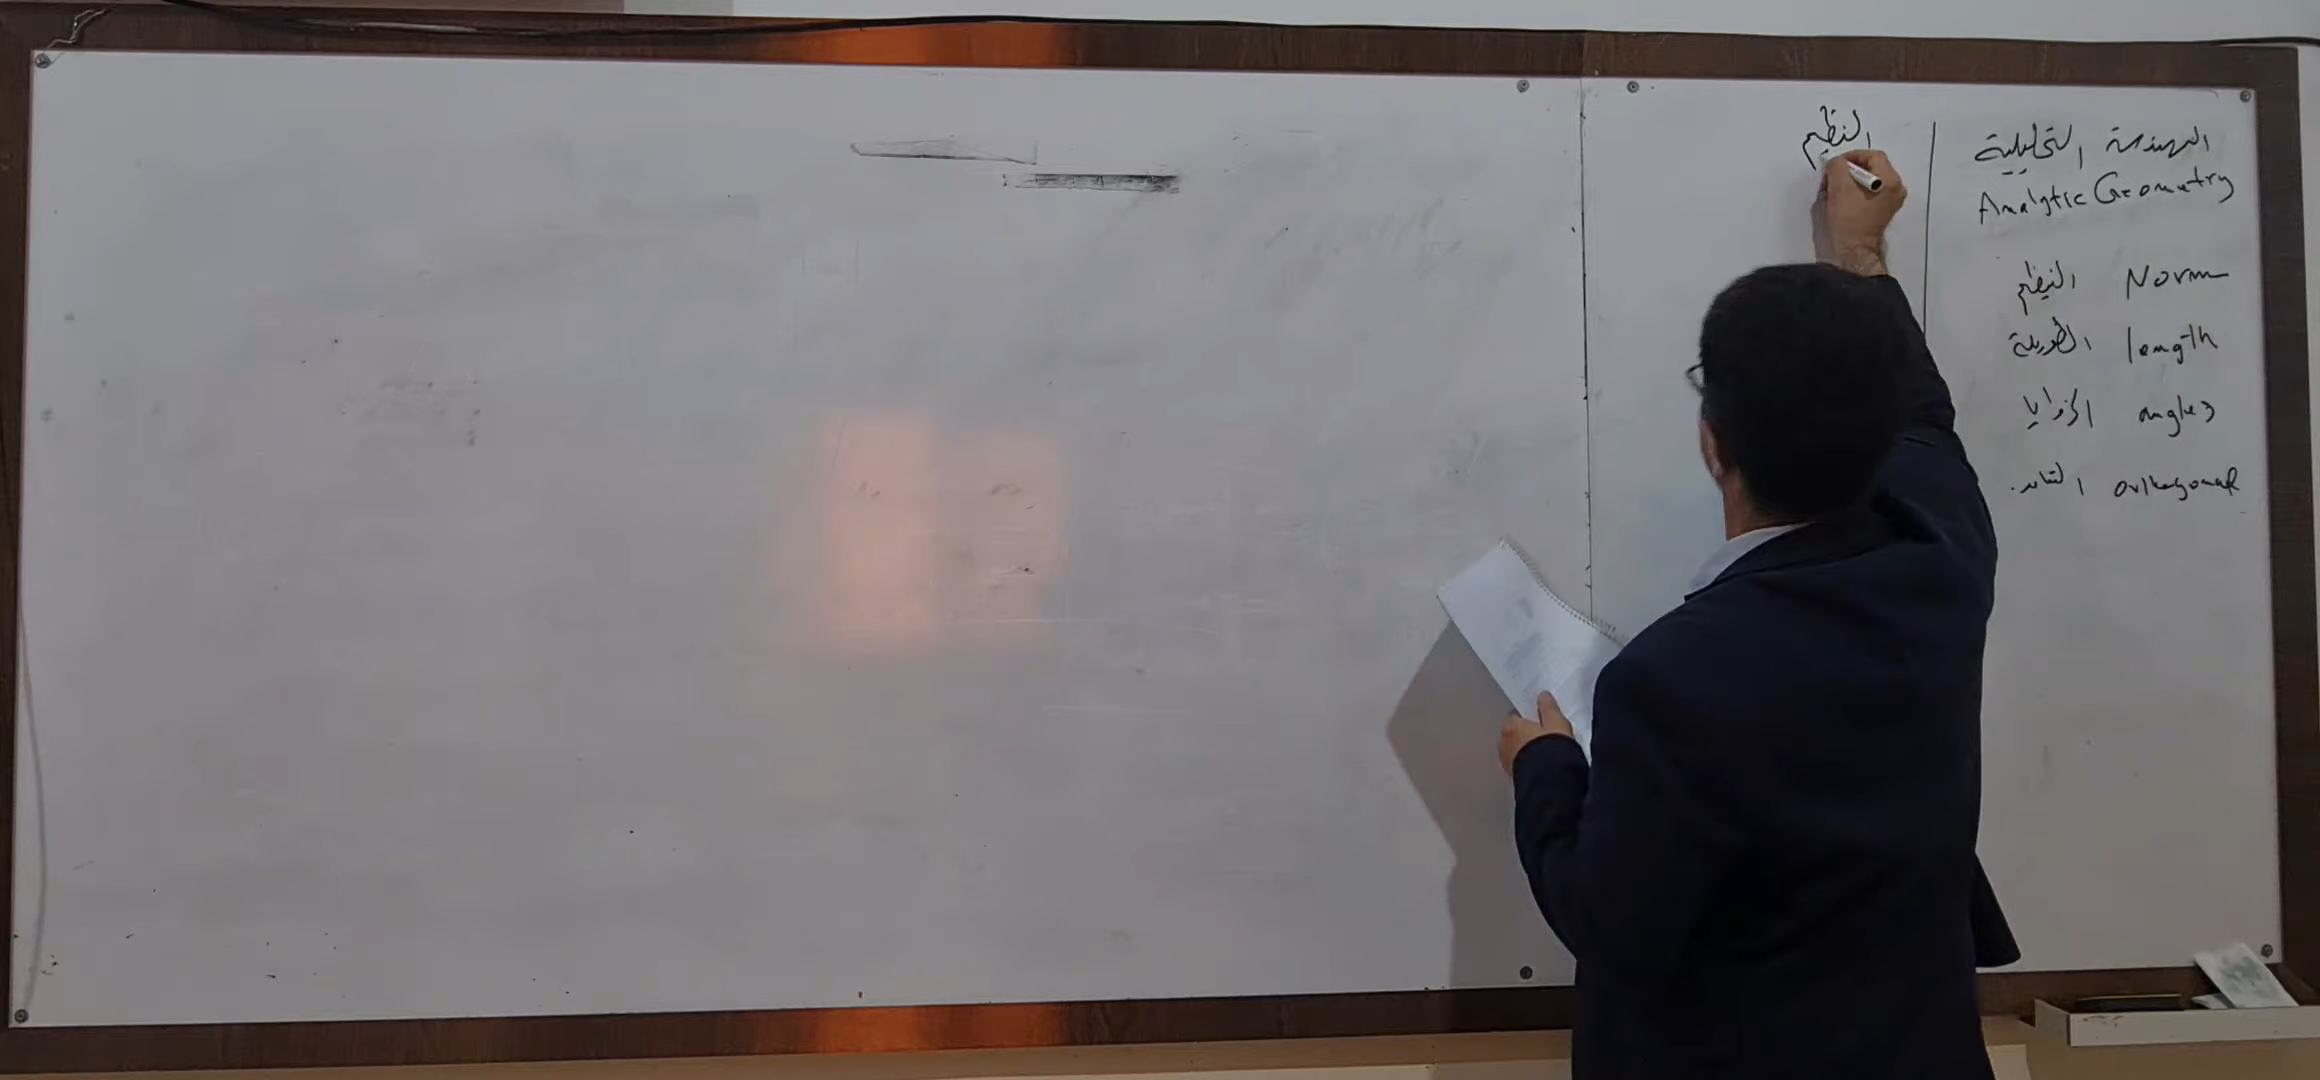 الهندسة التحليلية
Analytic Geometry
النظيم Norm
الطويلة length
الزوايا angles
التعامد orthogonal
النظيم